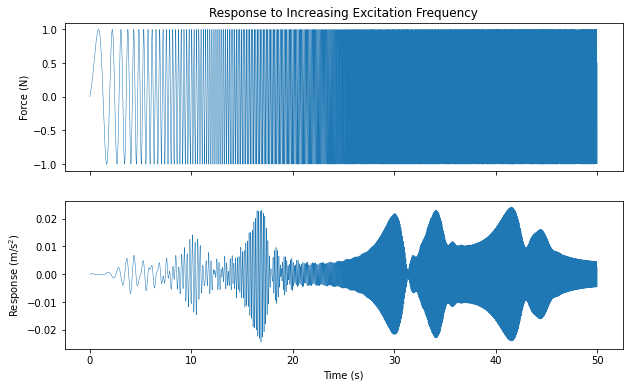 Response to Increasing Excitation Frequency
Force (N)
1.0
0.5
0.0
−0.5
−1.0
Response (m/s²)
0.02
0.01
0.00
−0.01
−0.02
0 10 20 30 40 50
Time (s)